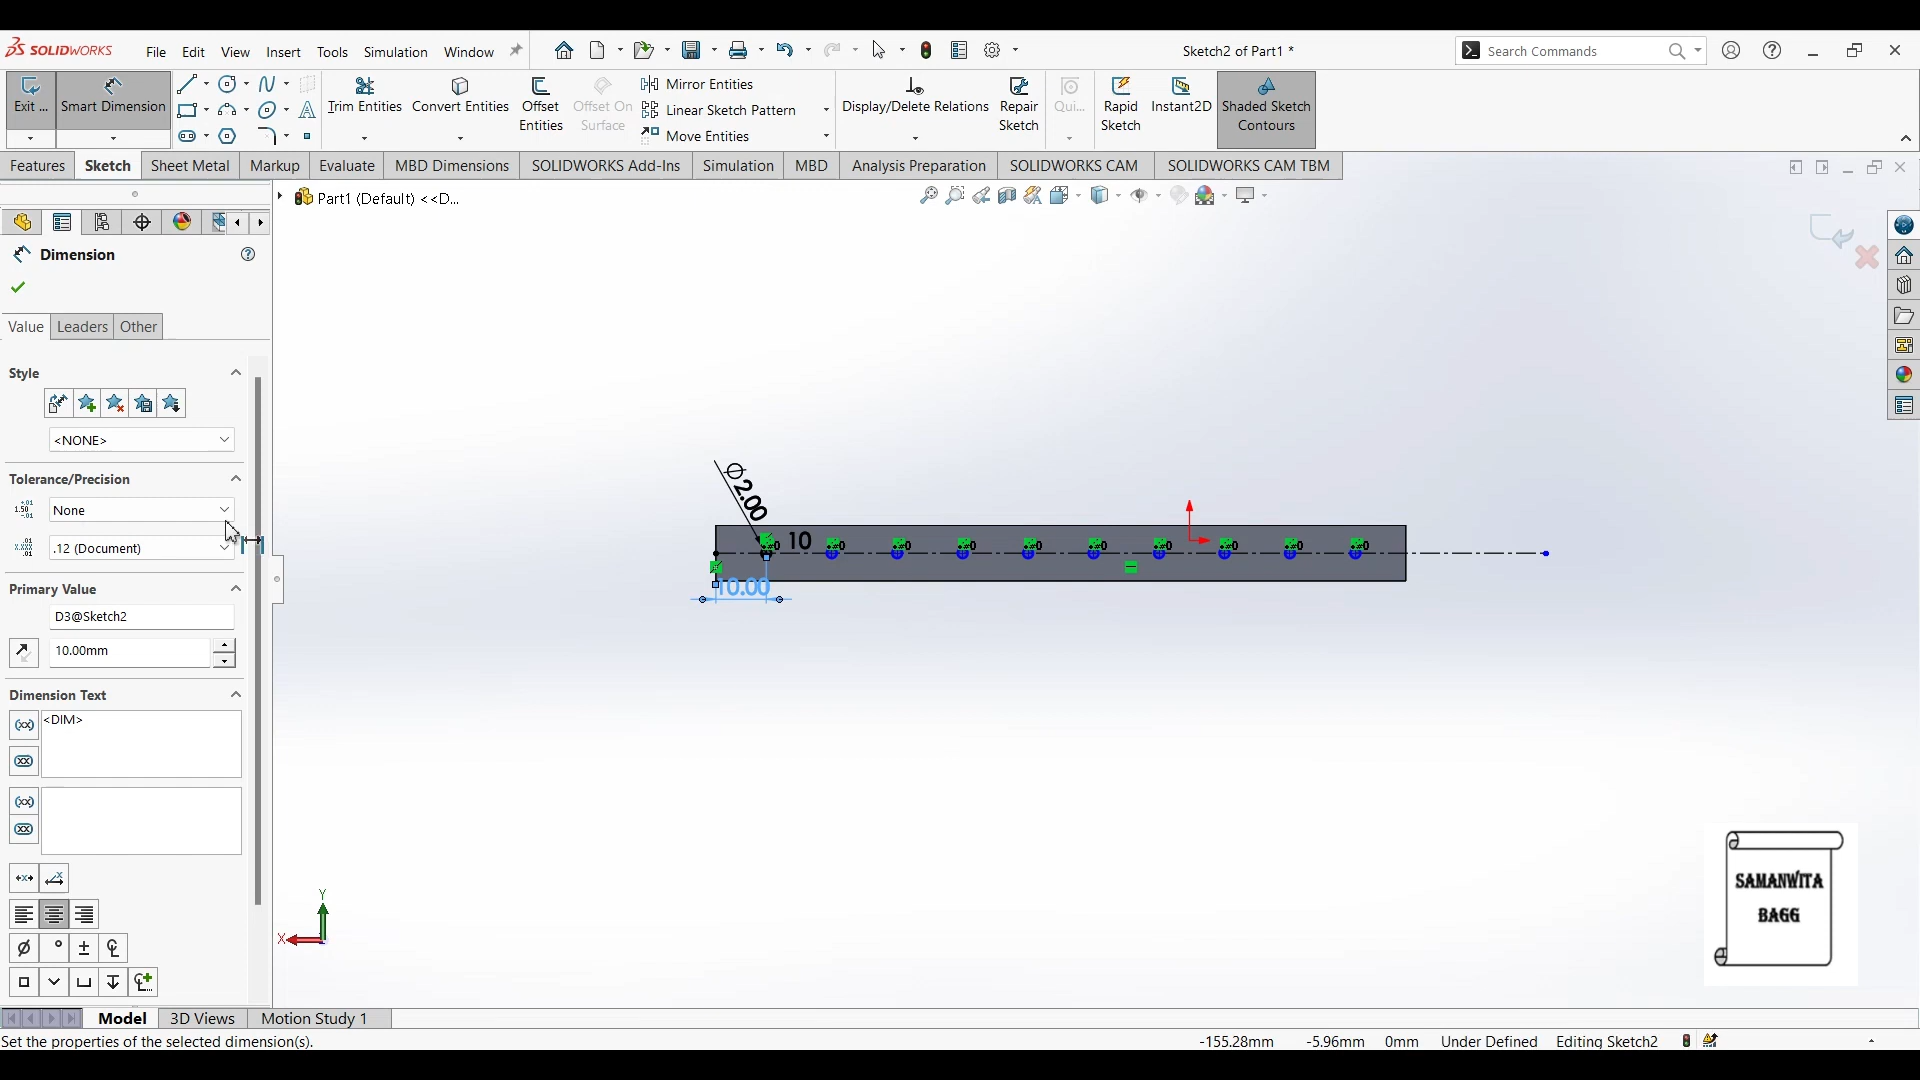 SOLIDWORKS
File Edit View Insert Tools Simulation Window
Sketch2 of Part1 *
Search Commands
Exit ...
Smart Dimension
Trim Entities
Convert Entities
Offset Entities
Offset On Surface
Mirror Entities
Linear Sketch Pattern
Move Entities
Display/Delete Relations
Repair Sketch
Qui...
Rapid Sketch
Instant2D
Shaded Sketch Contours
Features Sketch Sheet Metal Markup Evaluate MBD Dimensions SOLIDWORKS Add-Ins Simulation MBD Analysis Preparation SOLIDWORKS CAM SOLIDWORKS CAM TBM
Part1 (Default) <<D...
Dimension
Value Leaders Other
Style
<NONE>
Tolerance/Precision
None
.12 (Document)
Primary Value
D3@Sketch2
10.00mm
Dimension Text
<DIM>
∅2.00
10
10.00
Y
X
SAMANWITA
BAGG
Model 3D Views Motion Study 1
Set the properties of the selected dimension(s).
-155.28mm -5.96mm 0mm Under Defined Editing Sketch2